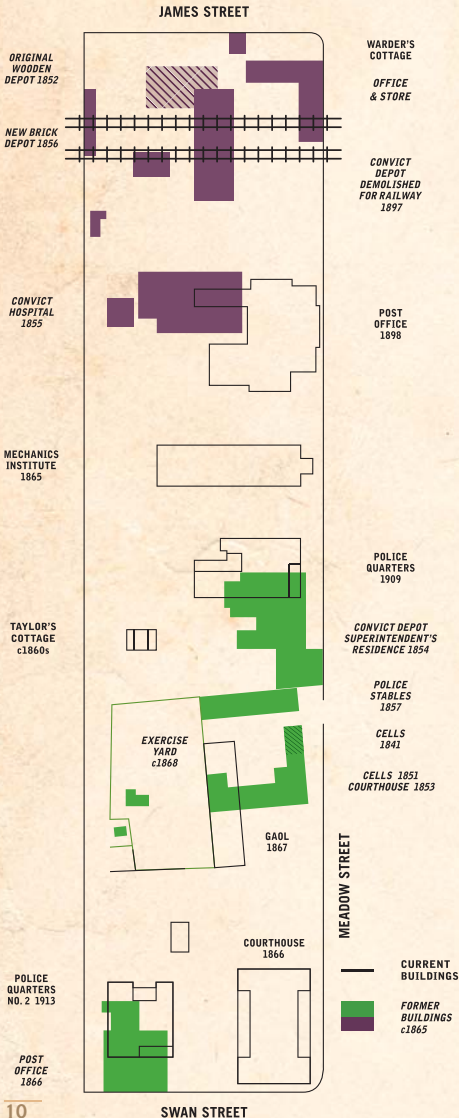 JAMES STREET
ORIGINAL
WOODEN
DEPOT 1852
WARDER'S
COTTAGE
OFFICE
& STORE
NEW BRICK
DEPOT 1856
CONVICT
DEPOT
DEMOLISHED
FOR RAILWAY
1897
CONVICT
HOSPITAL
1855
POST
OFFICE
1898
MECHANICS
INSTITUTE
1865
POLICE
QUARTERS
1909
TAYLOR'S
COTTAGE
c1860s
CONVICT DEPOT
SUPERINTENDENT'S
RESIDENCE 1854
POLICE
STABLES
1857
EXERCISE
YARD
c1868
CELLS
1841
CELLS 1851
COURTHOUSE 1853
GAOL
1867
MEADOW STREET
COURTHOUSE
1866
CURRENT
BUILDINGS
POLICE
QUARTERS
NO. 2 1913
FORMER
BUILDINGS
c1865
POST
OFFICE
1866
10
SWAN STREET